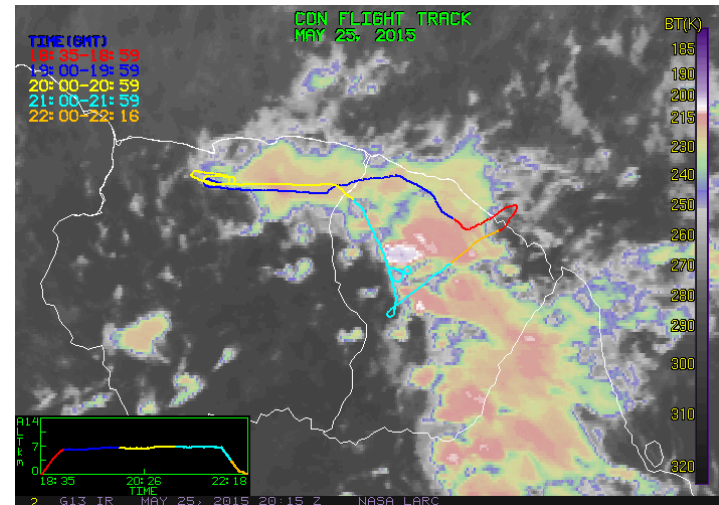 CDN FLIGHT TRACK
MAY 25, 2015
TIME(GMT)
18:35-18:59
19:00-19:59
20:00-20:59
21:00-21:59
22:00-22:16
BT(K)
185
190
200
215
230
240
250
260
270
280
290
300
310
320
ALT km
14
7
0
18:35 20:26 22:18
TIME
2 G13 IR MAY 25, 2015 20:15 Z NASA LARC